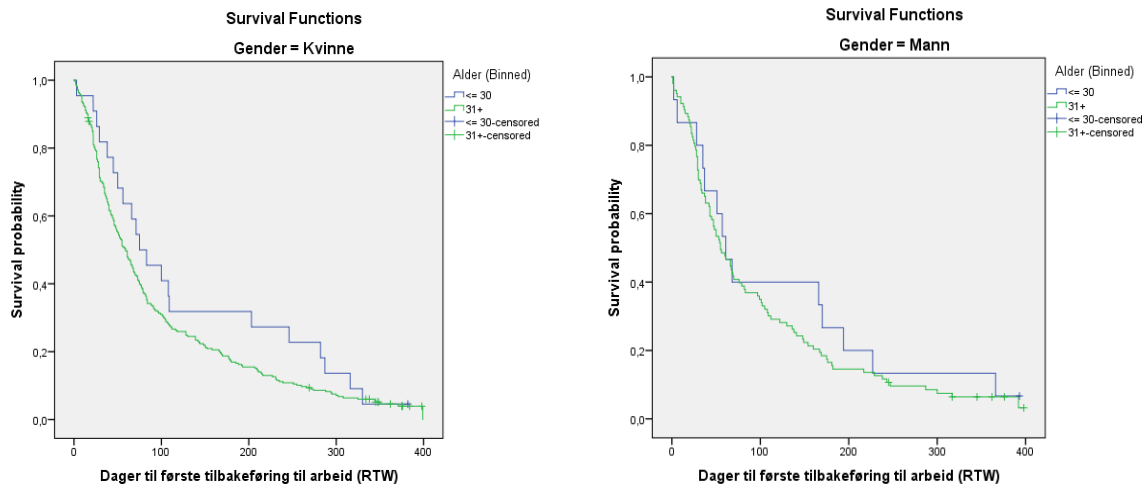 Survival Functions
Gender = Kvinne
Survival probability
1,0
0,8
0,6
0,4
0,2
0,0
0
100
200
300
400
Dager til første tilbakeføring til arbeid (RTW)
Alder (Binned)
<= 30
31+
<= 30-censored
31+-censored
Survival Functions
Gender = Mann
Survival probability
1,0
0,8
0,6
0,4
0,2
0,0
0
100
200
300
400
Dager til første tilbakeføring til arbeid (RTW)
Alder (Binned)
<= 30
31+
<= 30-censored
31+-censored